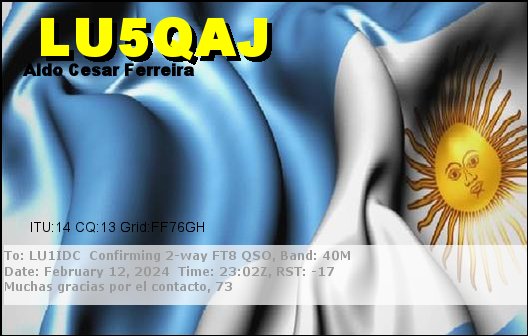 LU5QAJ
Aldo Cesar Ferreira
ITU:14 CQ:13 Grid:FF76GH
To: LU1IDC Confirming 2-way FT8 QSO, Band: 40M
Date: February 12, 2024 Time: 23:02Z, RST: -17
Muchas gracias por el contacto, 73